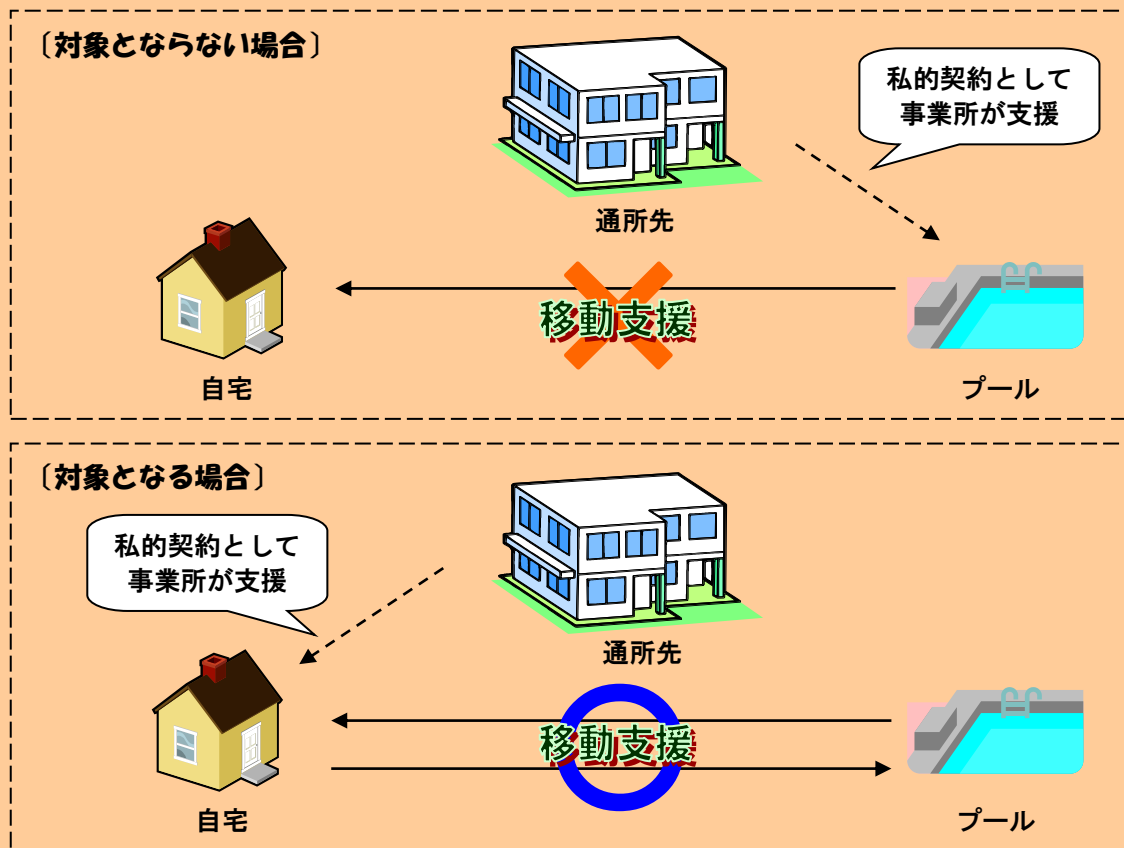 〔対象とならない場合〕
私的契約として
事業所が支援
通所先
移動支援
自宅
プール
〔対象となる場合〕
私的契約として
事業所が支援
通所先
移動支援
自宅
プール